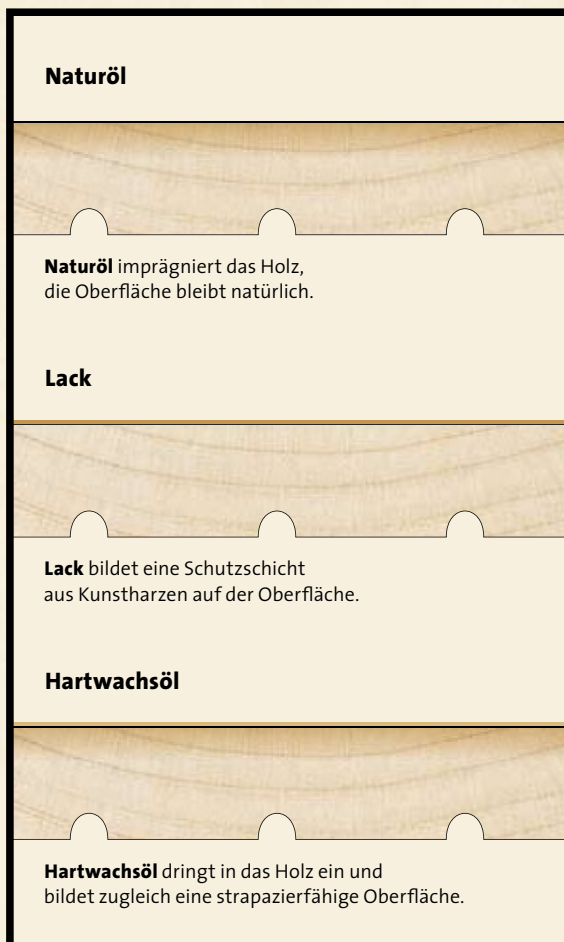 Naturöl
Naturöl imprägniert das Holz,
die Oberfläche bleibt natürlich.
Lack
Lack bildet eine Schutzschicht
aus Kunstharzen auf der Oberfläche.
Hartwachsöl
Hartwachsöl dringt in das Holz ein und
bildet zugleich eine strapazierfähige Oberfläche.